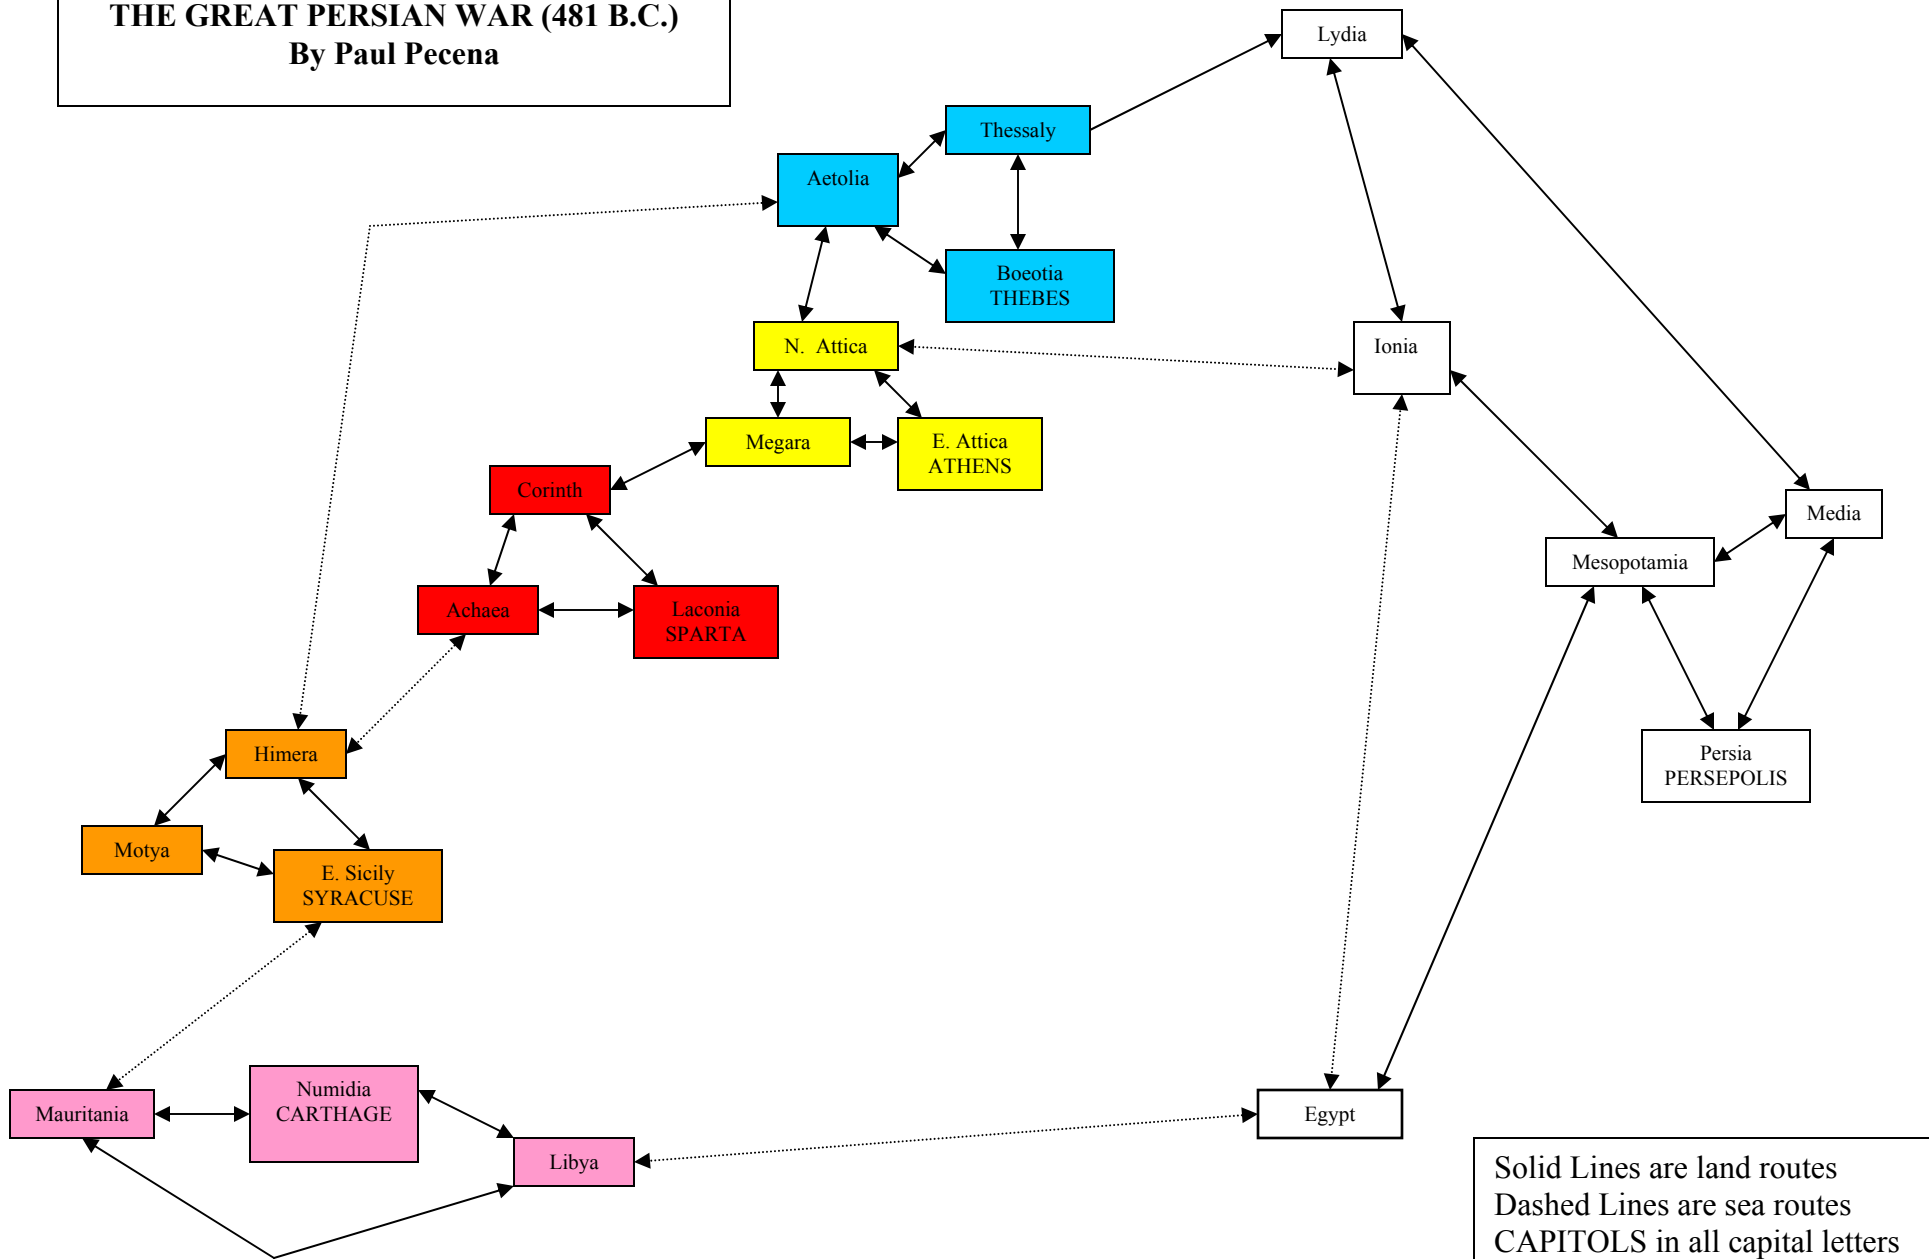 THE GREAT PERSIAN WAR (481 B.C.)
By Paul Pecena
Lydia
Thessaly
Aetolia
Boeotia
THEBES
N. Attica
Ionia
Megara
E. Attica
ATHENS
Corinth
Media
Mesopotamia
Achaea
Laconia
SPARTA
Himera
Persia
PERSEPOLIS
Motya
E. Sicily
SYRACUSE
Mauritania
Numidia
CARTHAGE
Egypt
Libya
Solid Lines are land routes
Dashed Lines are sea routes
CAPITOLS in all capital letters